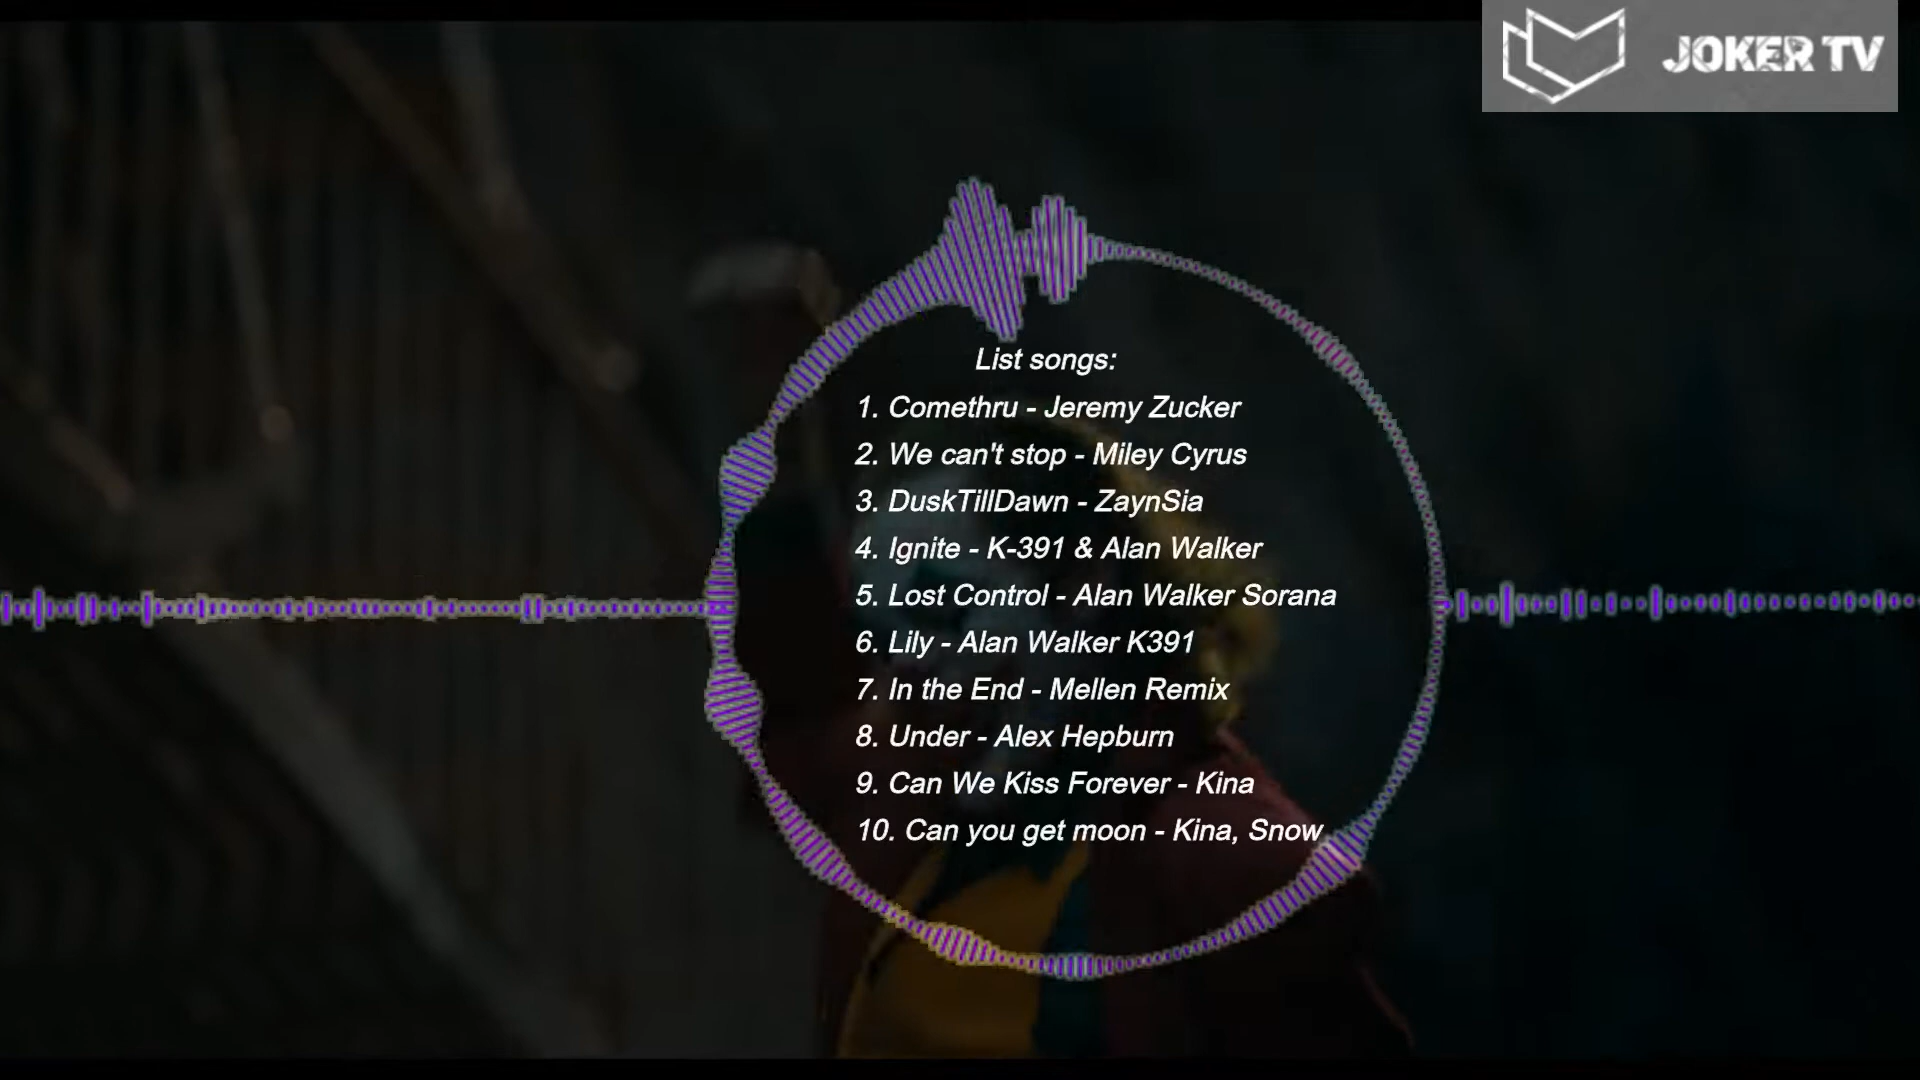 JOKER TV
List songs:
1. Comethru - Jeremy Zucker
2. We can't stop - Miley Cyrus
3. DuskTillDawn - ZaynSia
4. Ignite - K-391 & Alan Walker
5. Lost Control - Alan Walker Sorana
6. Lily - Alan Walker K391
7. In the End - Mellen Remix
8. Under - Alex Hepburn
9. Can We Kiss Forever - Kina
10. Can you get moon - Kina, Snow